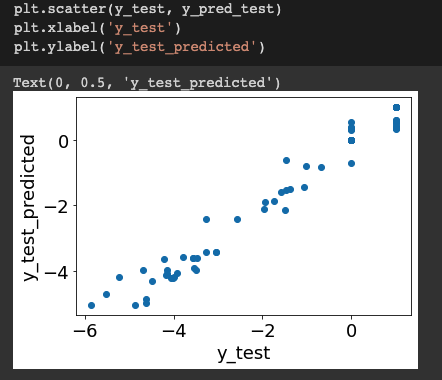 plt.scatter(y_test, y_pred_test)
plt.xlabel('y_test')
plt.ylabel('y_test_predicted')
Text(0, 0.5, 'y_test_predicted')
y_test_predicted
0
−2
−4
−6
−4
−2
0
y_test